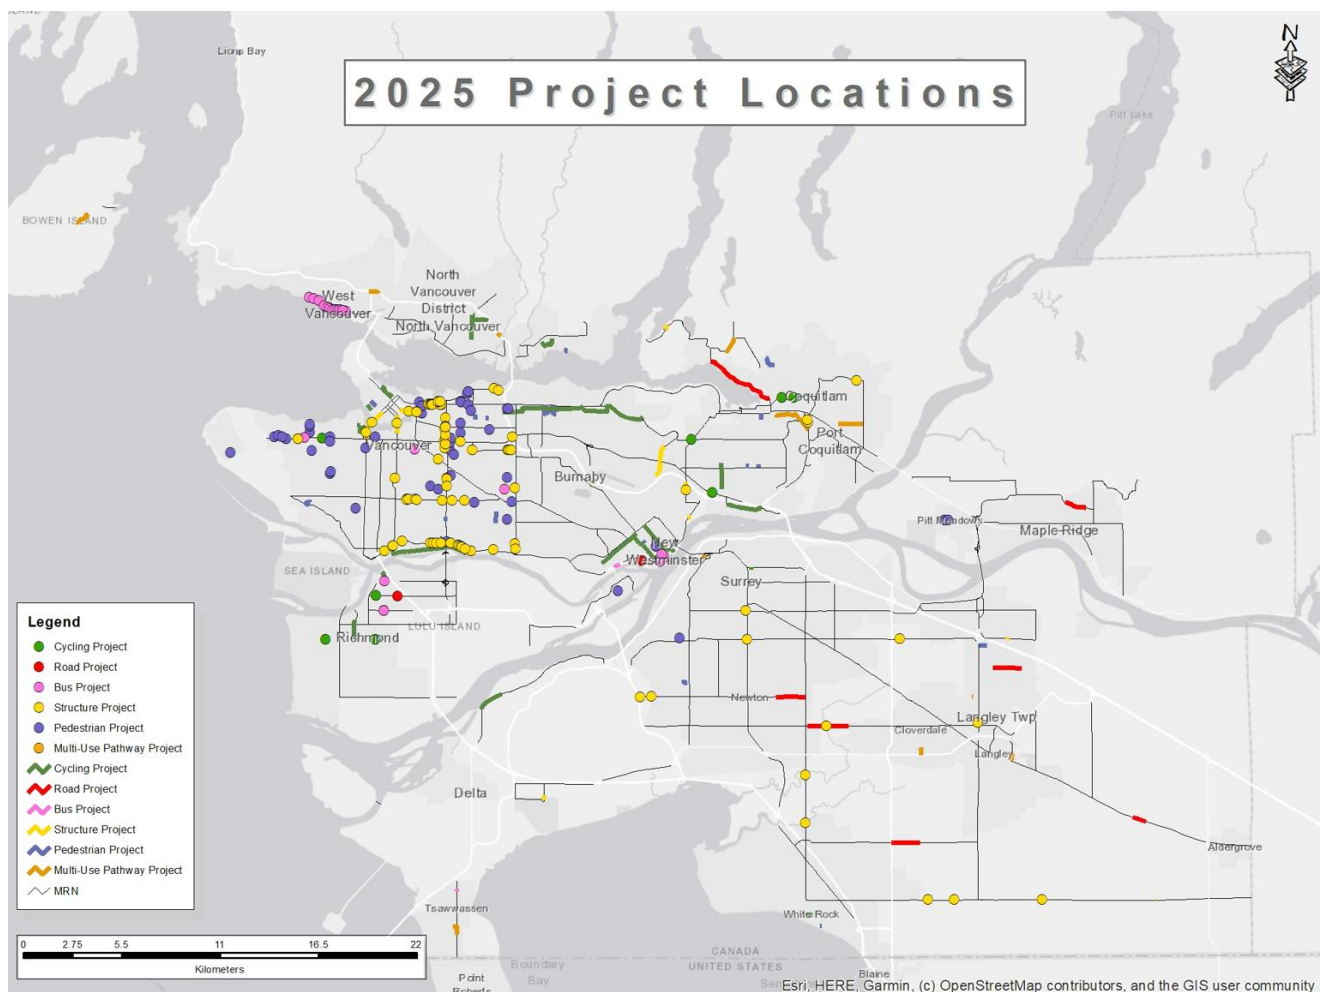 ISLAND
Lions Bay
N
2025 Project Locations
Pitt Lake
BOWEN ISLAND
North
Vancouver
District
North Vancouver
West
Vancouver
Coquitlam
Port
Coquitlam
Vancouver
Burnaby
Pitt Meadows
Maple Ridge
New
Westminster
SEA ISLAND
Surrey
LULU ISLAND
Richmond
Newton
Langley Twp
Cloverdale
Langley
Delta
Aldergrove
Tsawwassen
White Rock
CANADA
UNITED STATES
Boundary
Bay
Point
Roberts
Blaine
Legend
Cycling Project
Road Project
Bus Project
Structure Project
Pedestrian Project
Multi-Use Pathway Project
Cycling Project
Road Project
Bus Project
Structure Project
Pedestrian Project
Multi-Use Pathway Project
MRN
0 2.75 5.5 11 16.5 22
Kilometers
Esri, HERE, Garmin, (c) OpenStreetMap contributors, and the GIS user community